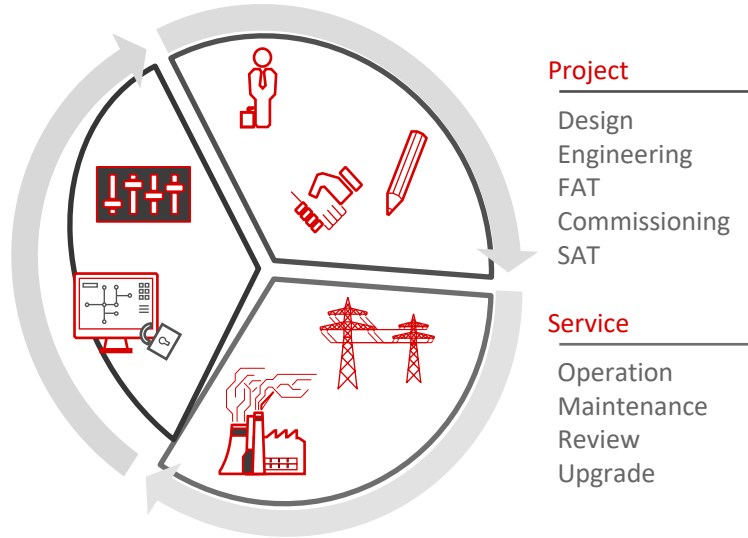 Project
Design
Engineering
FAT
Commissioning
SAT
Service
Operation
Maintenance
Review
Upgrade